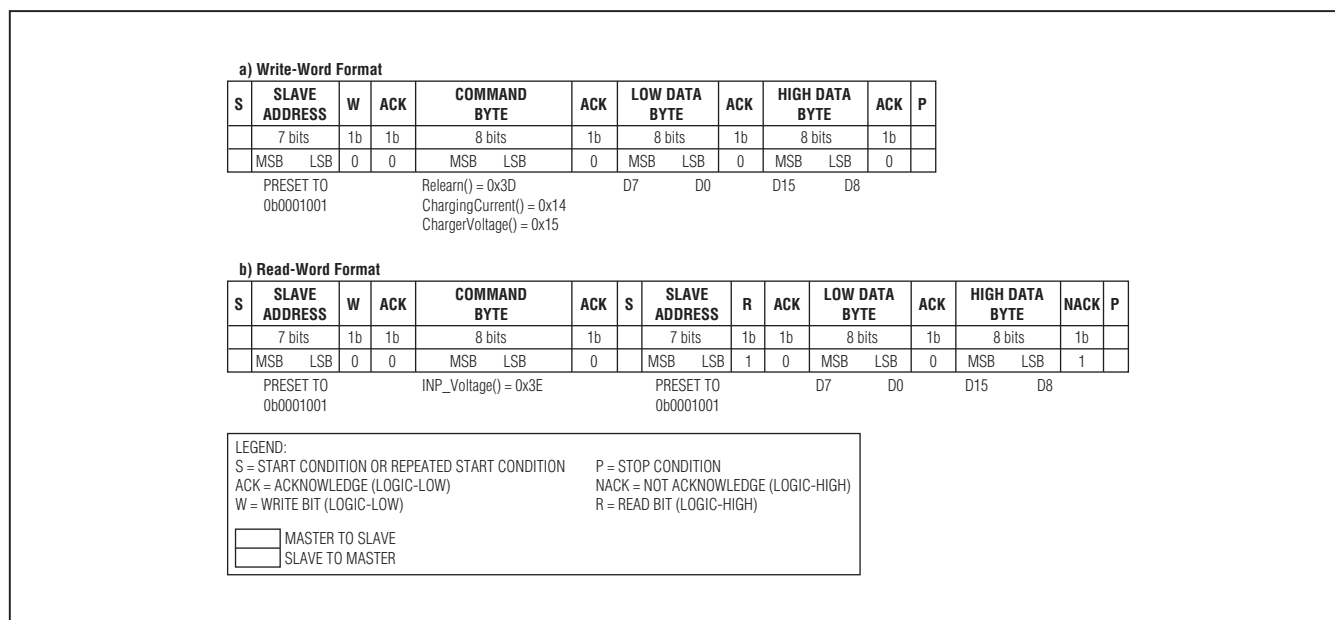 a) Write-Word Format
S SLAVE ADDRESS W ACK COMMAND BYTE ACK LOW DATA BYTE ACK HIGH DATA BYTE ACK P
7 bits 1b 1b 8 bits 1b 8 bits 1b 8 bits 1b
MSB LSB 0 0 MSB LSB 0 MSB LSB 0 MSB LSB 0
PRESET TO Relearn() = 0x3D D7 D0 D15 D8
0b0001001 ChargingCurrent() = 0x14
ChargerVoltage() = 0x15
b) Read-Word Format
S SLAVE ADDRESS W ACK COMMAND BYTE ACK S SLAVE ADDRESS R ACK LOW DATA BYTE ACK HIGH DATA BYTE NACK P
7 bits 1b 1b 8 bits 1b 7 bits 1b 1b 8 bits 1b 8 bits 1b
MSB LSB 0 0 MSB LSB 0 MSB LSB 1 0 MSB LSB 0 MSB LSB 1
PRESET TO INP_Voltage() = 0x3E PRESET TO D7 D0 D15 D8
0b0001001 0b0001001
LEGEND:
S = START CONDITION OR REPEATED START CONDITION P = STOP CONDITION
ACK = ACKNOWLEDGE (LOGIC-LOW) NACK = NOT ACKNOWLEDGE (LOGIC-HIGH)
W = WRITE BIT (LOGIC-LOW) R = READ BIT (LOGIC-HIGH)
MASTER TO SLAVE
SLAVE TO MASTER